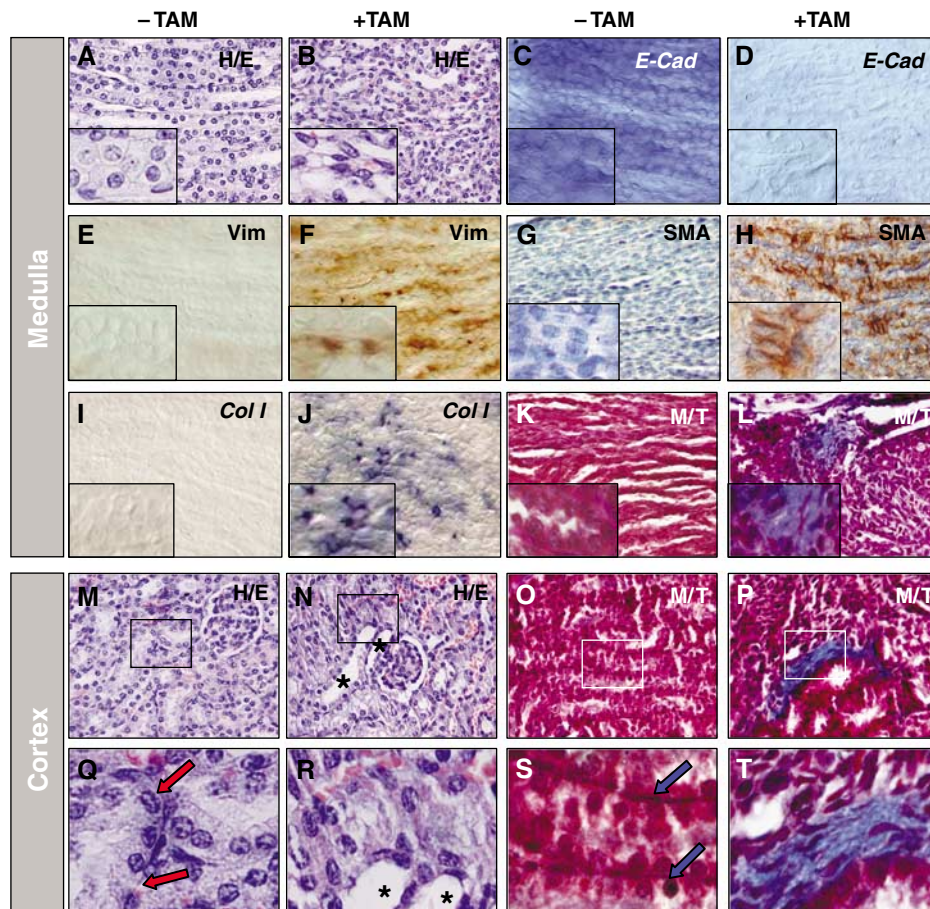 – TAM +TAM – TAM +TAM
Medulla
A H/E B H/E C E-Cad D E-Cad
E Vim F Vim G SMA H SMA
I Col I J Col I K M/T L M/T
Cortex
M H/E N H/E O M/T P M/T
* *
Q R S T
* *